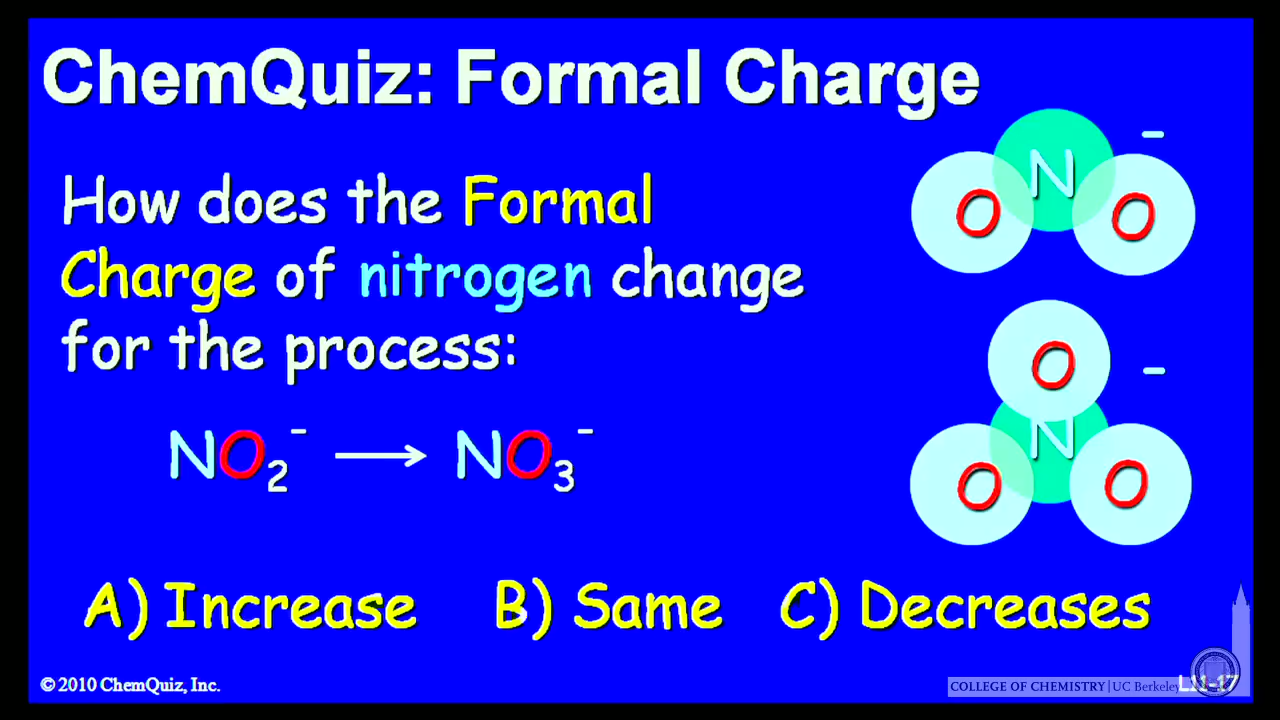 ChemQuiz: Formal Charge
How does the Formal
Charge of nitrogen change
for the process:
NO₂⁻ → NO₃⁻
N
O
O
−
O
N
O
O
−
A) Increase B) Same C) Decreases
© 2010 ChemQuiz, Inc.
COLLEGE OF CHEMISTRY | UC Berkeley